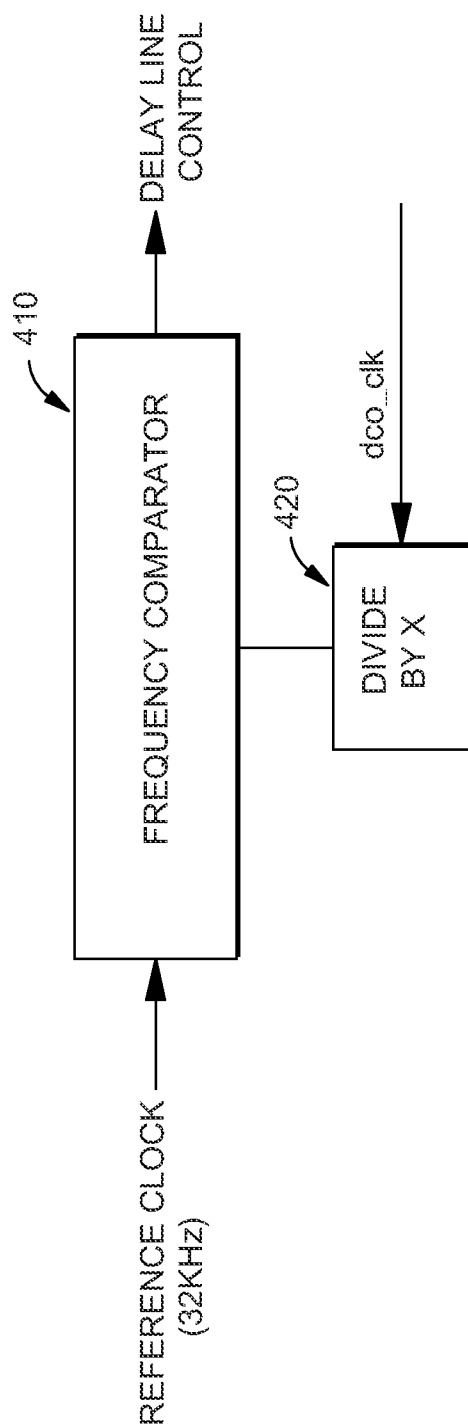 REFERENCE CLOCK
(32KHz)
FREQUENCY COMPARATOR
410
DELAY LINE
CONTROL
DIVIDE
BY X
420
dco_clk